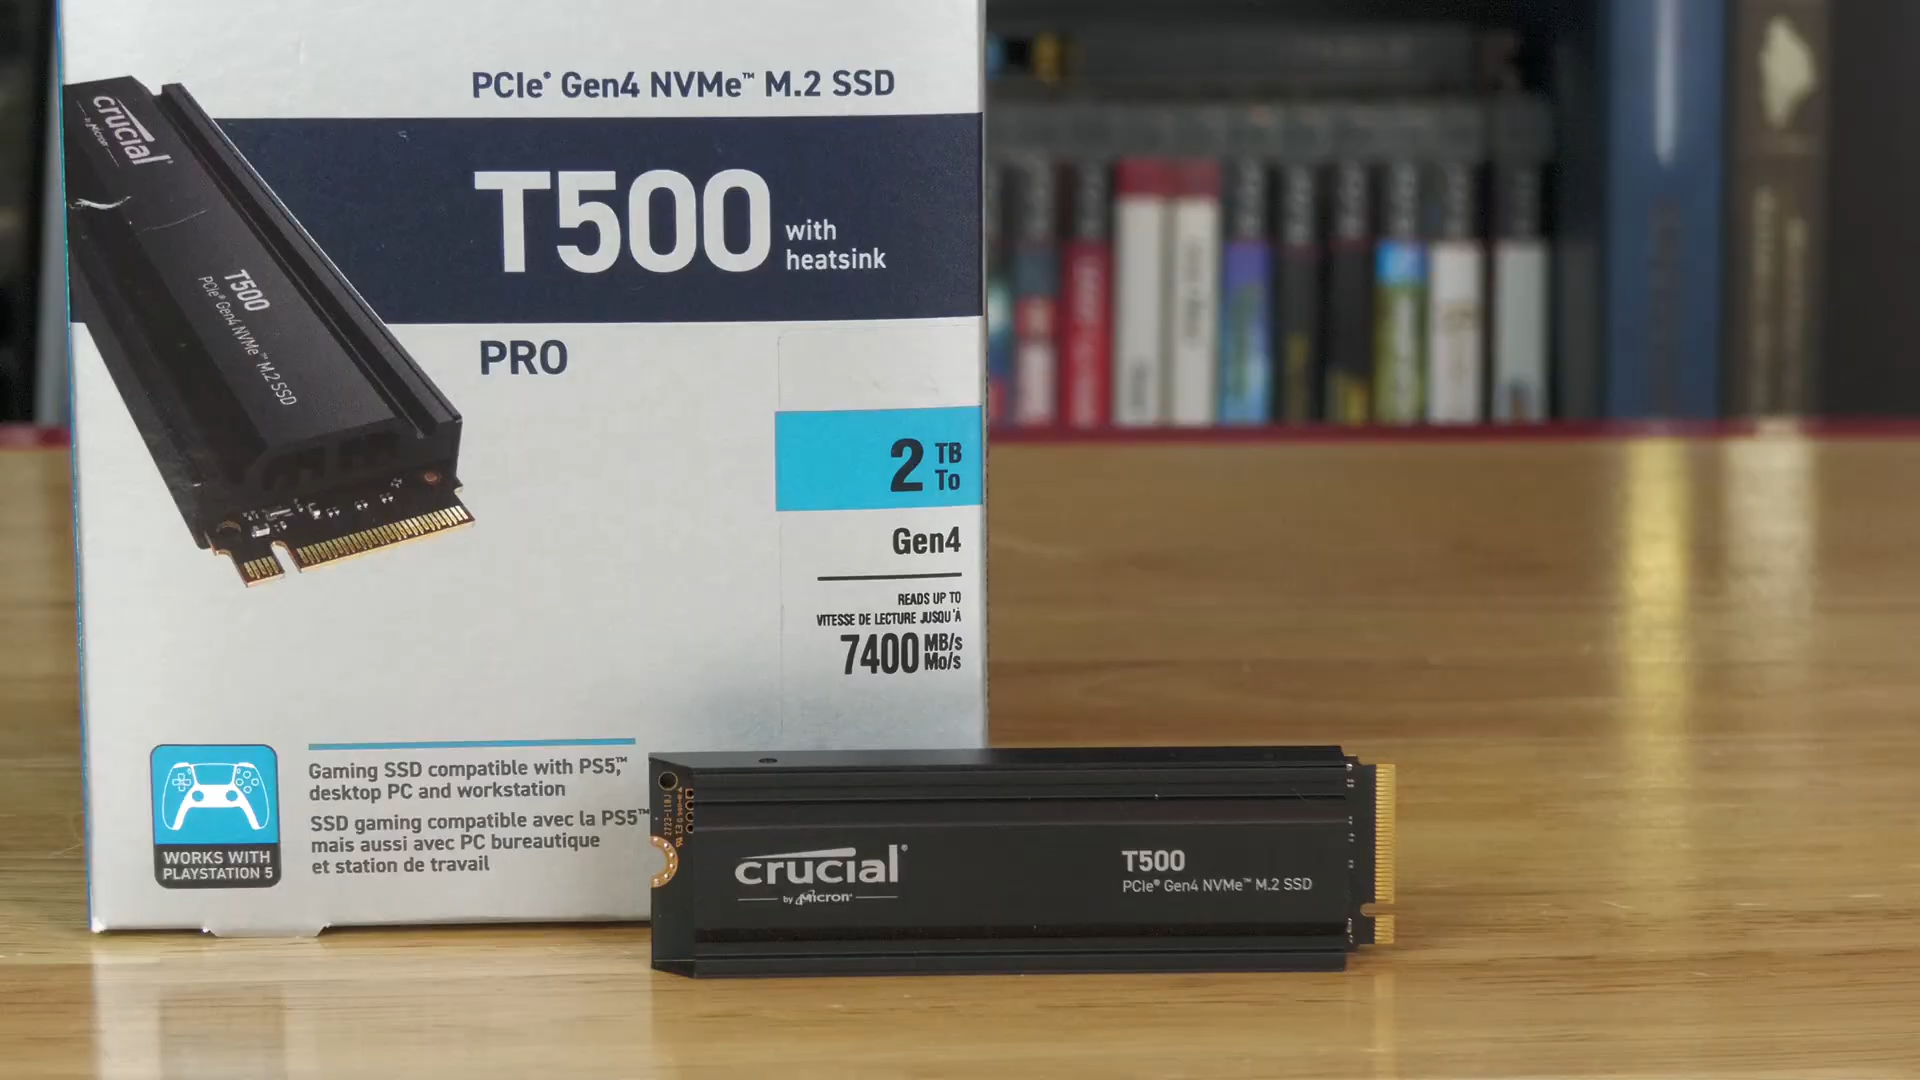 PCIe® Gen4 NVMe™ M.2 SSD
T500
with
heatsink
PRO
crucial®
by Micron®
T500
PCIe® Gen4 NVMe™ M.2 SSD
2 TB
To
Gen4
READS UP TO
VITESSE DE LECTURE JUSQU'À
7400 MB/s
Mo/s
WORKS WITH
PLAYSTATION 5
Gaming SSD compatible with PS5,™
desktop PC and workstation
SSD gaming compatible avec la PS5™
mais aussi avec PC bureautique
et station de travail
crucial®
by Micron®
T500
PCIe® Gen4 NVMe™ M.2 SSD